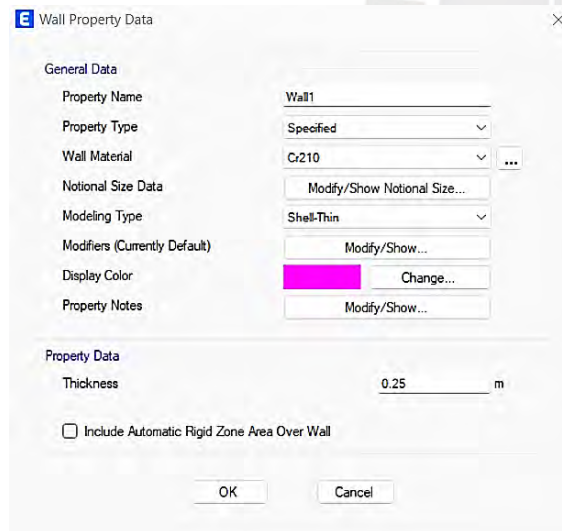 E Wall Property Data
General Data
Property Name Wall1
Property Type Specified
Wall Material Cr210 ...
Notional Size Data Modify/Show Notional Size...
Modeling Type Shell-Thin
Modifiers (Currently Default) Modify/Show...
Display Color Change...
Property Notes Modify/Show...
Property Data
Thickness 0.25 m
Include Automatic Rigid Zone Area Over Wall
OK Cancel